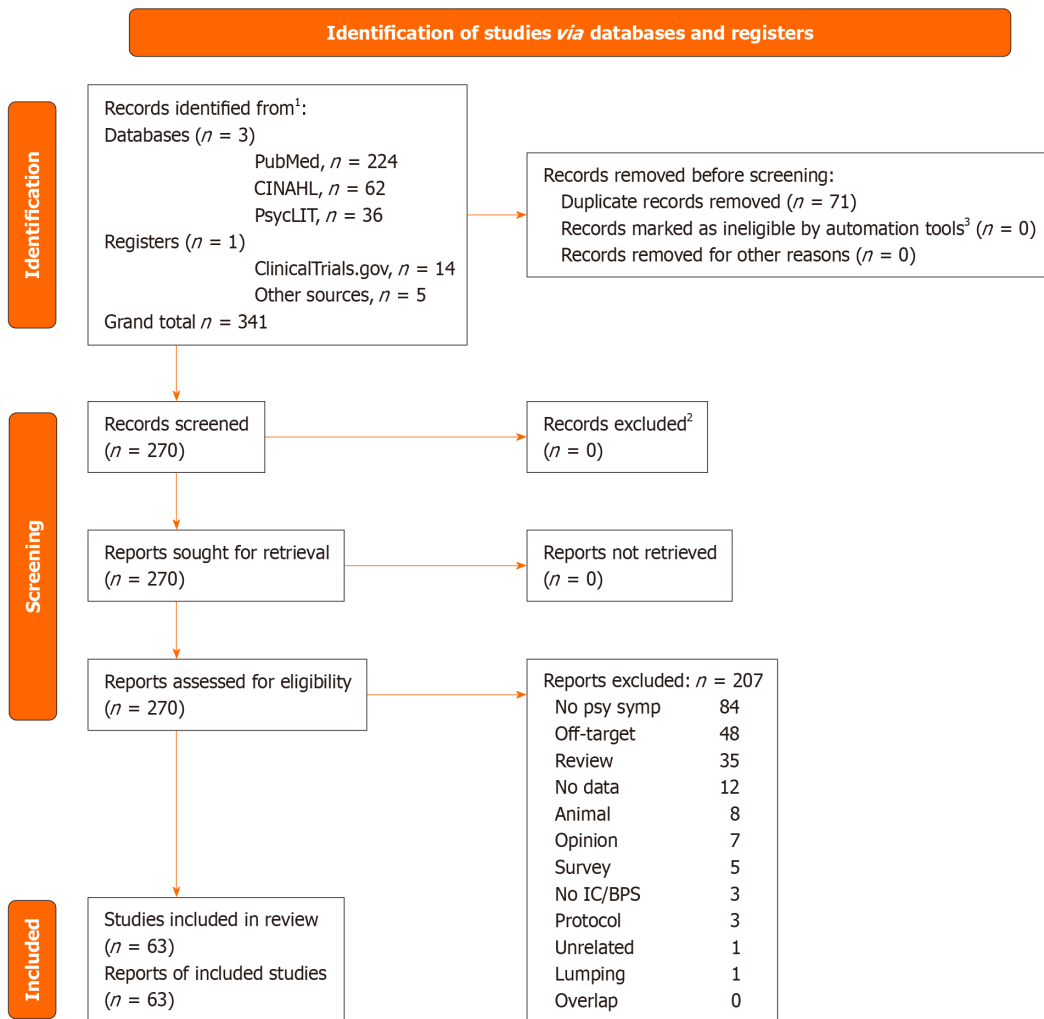 Identification of studies via databases and registers
Identification
Records identified from1:
Databases (n = 3)
PubMed, n = 224
CINAHL, n = 62
PsycLIT, n = 36
Registers (n = 1)
ClinicalTrials.gov, n = 14
Other sources, n = 5
Grand total n = 341
Records removed before screening:
Duplicate records removed (n = 71)
Records marked as ineligible by automation tools3 (n = 0)
Records removed for other reasons (n = 0)
Screening
Records screened
(n = 270)
Records excluded2
(n = 0)
Reports sought for retrieval
(n = 270)
Reports not retrieved
(n = 0)
Reports assessed for eligibility
(n = 270)
Reports excluded: n = 207
No psy symp 84
Off-target 48
Review 35
No data 12
Animal 8
Opinion 7
Survey 5
No IC/BPS 3
Protocol 3
Unrelated 1
Lumping 1
Overlap 0
Included
Studies included in review
(n = 63)
Reports of included studies
(n = 63)